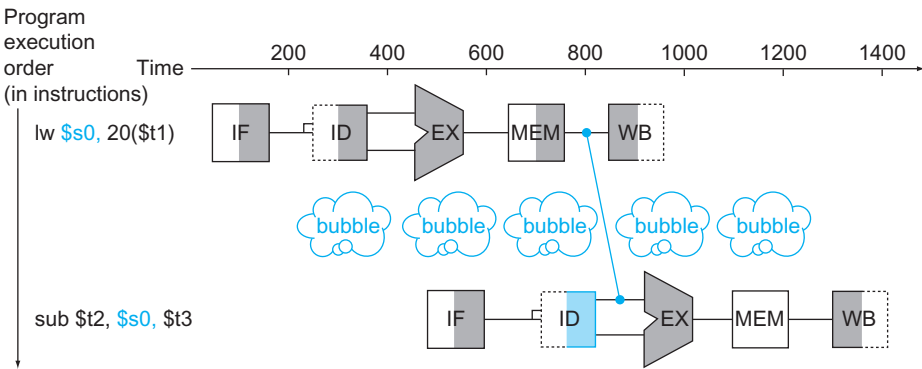 Program
execution
order
(in instructions)
Time
200 400 600 800 1000 1200 1400
lw $s0, 20($t1)
IF ID EX MEM WB
bubble bubble bubble bubble bubble
sub $t2, $s0, $t3
IF ID EX MEM WB